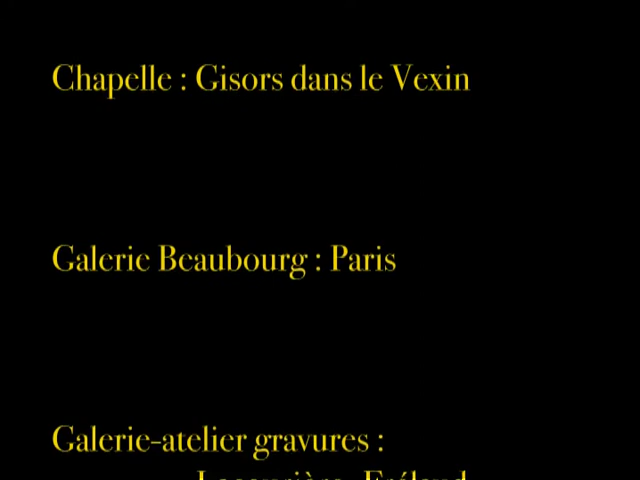 Chapelle : Gisors dans le Vexin
Galerie Beaubourg : Paris
Galerie-atelier gravures :